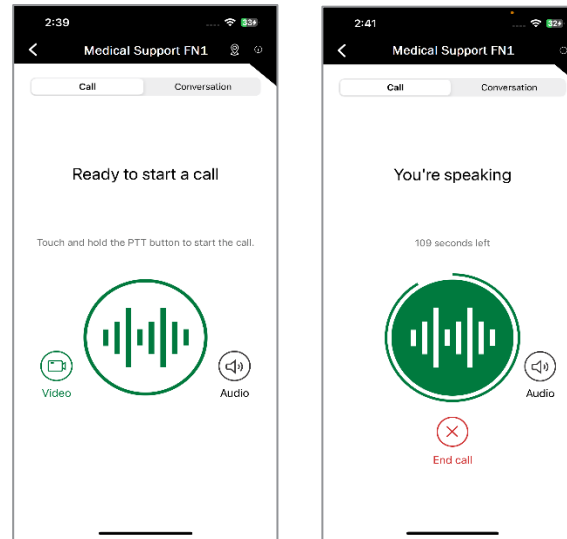 2:39
33
Medical Support FN1
Call Conversation
Ready to start a call
Touch and hold the PTT button to start the call.
Video
Audio
2:41
32
Medical Support FN1
Call Conversation
You're speaking
109 seconds left
Audio
End call